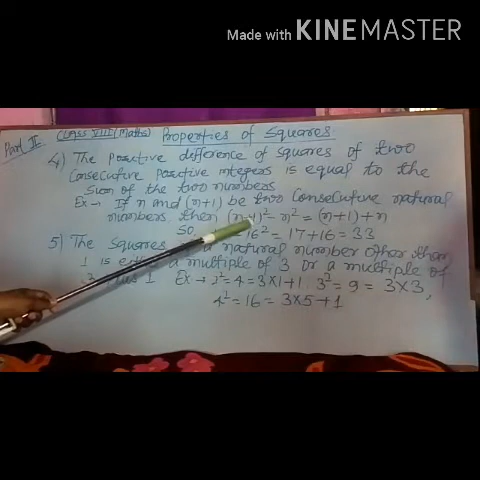 Made with KINEMASTER
Part II
CLASS VIII (Maths) Properties of Squares
4) The positive difference of squares of two
consecutive positive integers is equal to the
sum of the two numbers
Ex → If n and (n+1) be two consecutive natural
numbers then (n+1)² n² = (n+1) + n
so, 16² = 17+16 = 33
5) The squares a natural number other than
1 is either a multiple of 3 or a multiple of
3 plus 1 Ex → 2² = 4 = 3×1+1 3² = 9 = 3×3,
4² = 16 = 3×5+1